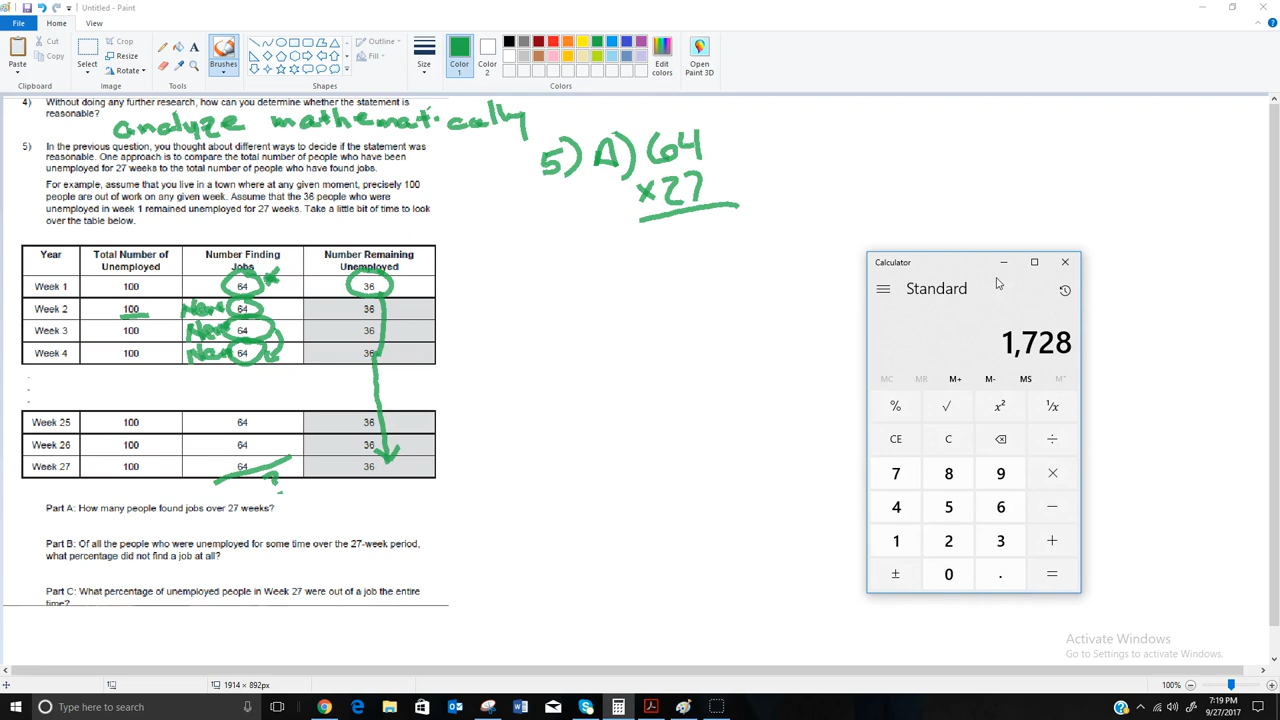 Untitled - Paint
File Home View
Paste Cut Copy Clipboard
Select Crop Resize Rotate Image
Tools
Brushes
Shapes Outline Fill
Size
Color 1
Color 2
Colors
Edit colors
Open Paint 3D
4) Without doing any further research, how can you determine whether the statement is
reasonable?
analyze mathematically
5) In the previous question, you thought about different ways to decide if the statement was
reasonable. One approach is to compare the total number of people who have been
unemployed for 27 weeks to the total number of people who have found jobs.
For example, assume that you live in a town where at any given moment, precisely 100
people are out of work on any given week. Assume that the 36 people who were
unemployed in week 1 remained unemployed for 27 weeks. Take a little bit of time to look
over the table below.
Year Total Number of Unemployed Number Finding Jobs Number Remaining Unemployed
Week 1 100 64 36
Week 2 100 New 64 36
Week 3 100 New 64 36
Week 4 100 New 64 36
Week 25 100 64 36
Week 26 100 64 36
Week 27 100 64 36
?
Part A: How many people found jobs over 27 weeks?
Part B: Of all the people who were unemployed for some time over the 27-week period,
what percentage did not find a job at all?
Part C: What percentage of unemployed people in Week 27 were out of a job the entire
time?
5) A) 64
×27
Calculator
Standard
1,728
MC MR M+ M- MS M˅
% √ x² ¹/x
CE C ÷
7 8 9 ×
4 5 6 −
1 2 3 +
± 0 . =
Activate Windows
Go to Settings to activate Windows.
1914 × 892px
100%
Type here to search
7:19 PM
9/27/2017